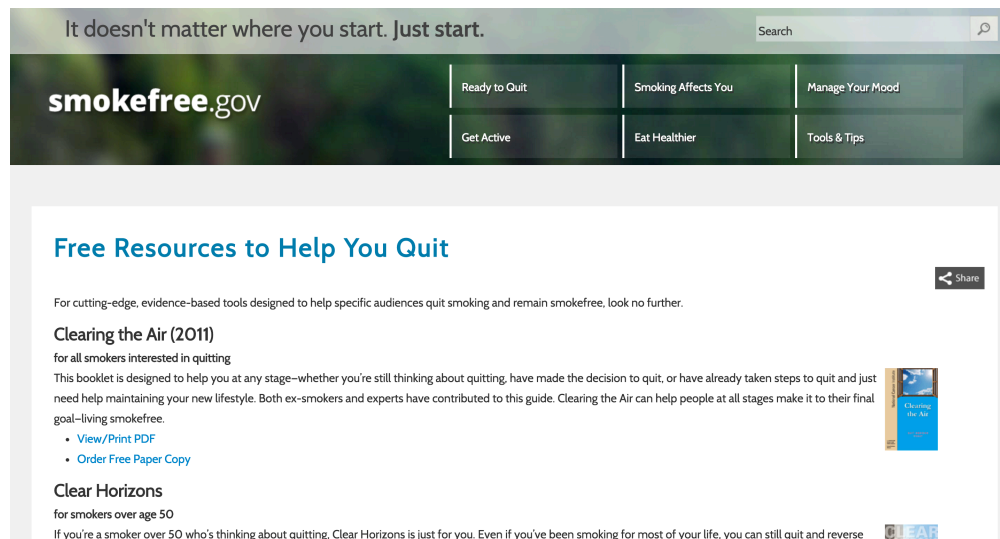 It doesn't matter where you start. Just start.
Search
smokefree.gov
Ready to Quit
Smoking Affects You
Manage Your Mood
Get Active
Eat Healthier
Tools & Tips
Free Resources to Help You Quit
Share
For cutting-edge, evidence-based tools designed to help specific audiences quit smoking and remain smokefree, look no further.
Clearing the Air (2011)
for all smokers interested in quitting
This booklet is designed to help you at any stage—whether you're still thinking about quitting, have made the decision to quit, or have already taken steps to quit and just
need help maintaining your new lifestyle. Both ex-smokers and experts have contributed to this guide. Clearing the Air can help people at all stages make it to their final
goal—living smokefree.
Clearing
the Air
View/Print PDF
Order Free Paper Copy
Clear Horizons
for smokers over age 50
If you're a smoker over 50 who's thinking about quitting, Clear Horizons is just for you. Even if you've been smoking for most of your life, you can still quit and reverse
CLEAR